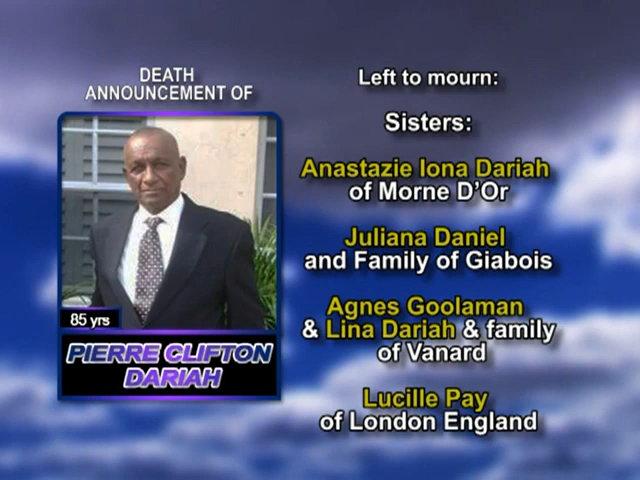 DEATH
ANNOUNCEMENT OF
85 yrs
PIERRE CLIFTON
DARIAH
Left to mourn:
Sisters:
Anastazie Iona Dariah
of Morne D'Or
Juliana Daniel
and Family of Giabois
Agnes Goolaman
& Lina Dariah & family
of Vanard
Lucille Pay
of London England